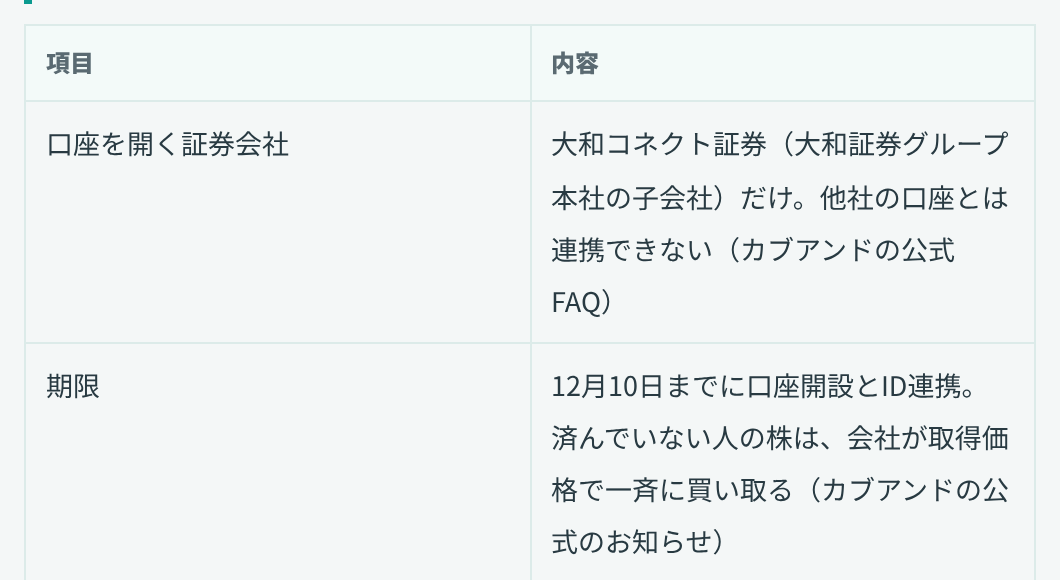 項目
内容
口座を開く証券会社
大和コネクト証券（大和証券グループ
本社の子会社）だけ。他社の口座とは
連携できない（カブアンドの公式
FAQ）
期限
12月10日までに口座開設とID連携。
済んでいない人の株は、会社が取得価
格で一斉に買い取る（カブアンドの公
式のお知らせ）